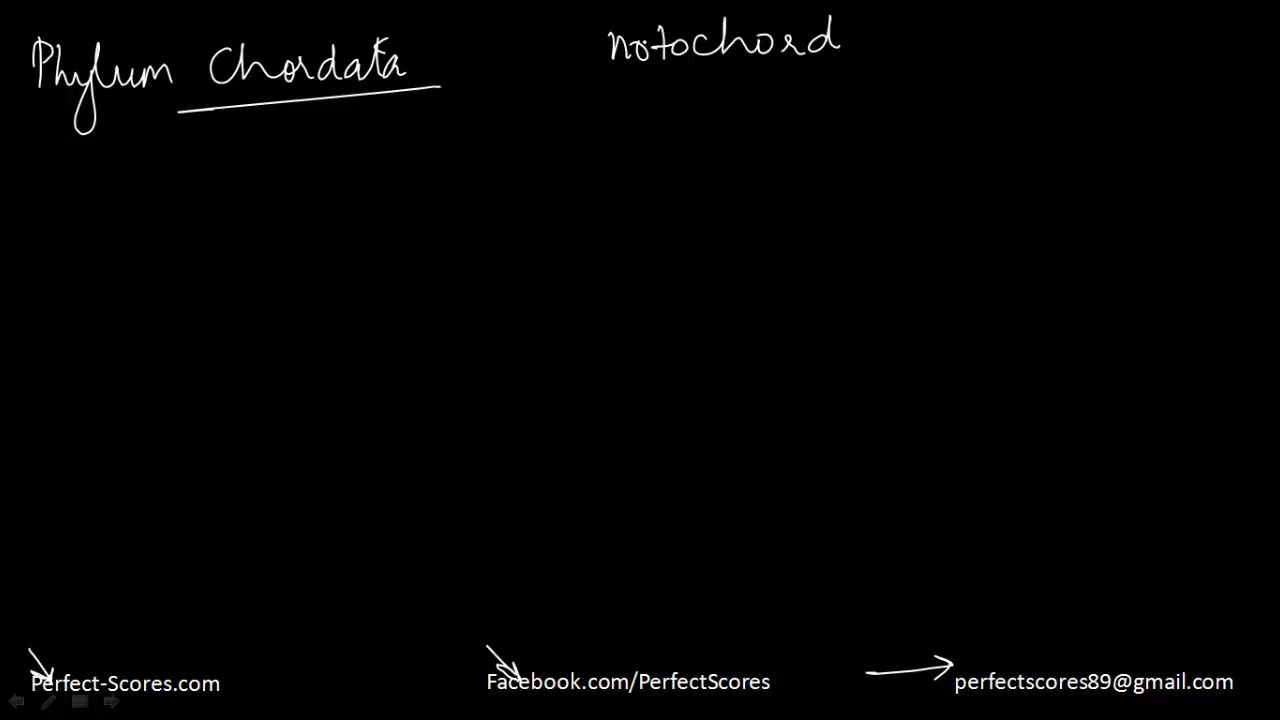 Phylum Chordata
notochord
Perfect-Scores.com
Facebook.com/PerfectScores
perfectscores89@gmail.com